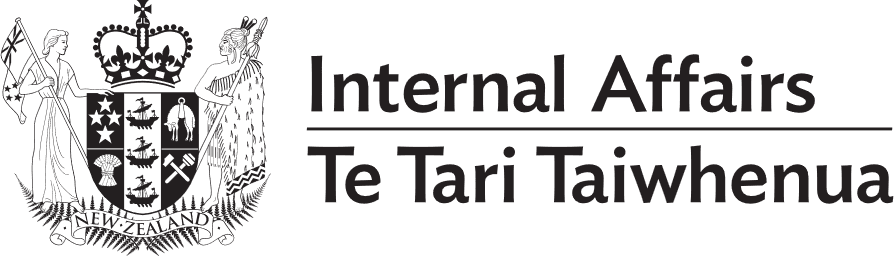 Internal Affairs
Te Tari Taiwhenua
NEW·ZEALAND